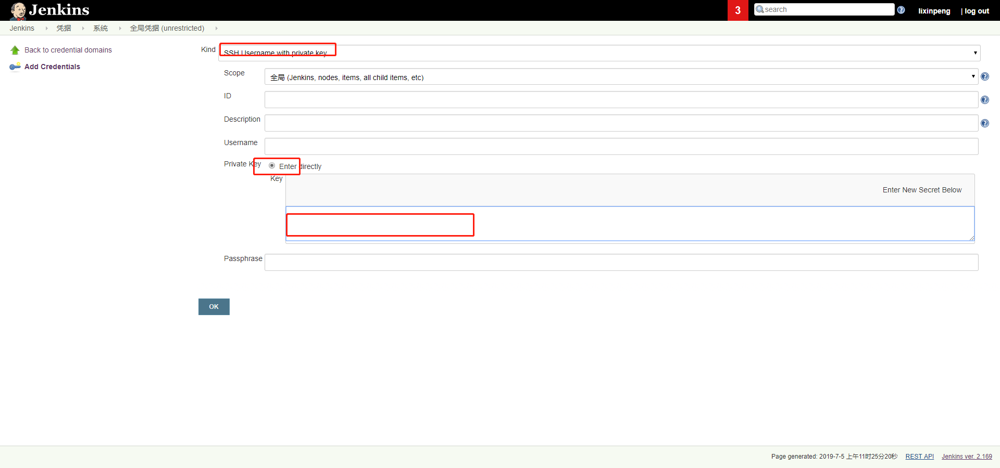 Jenkins
3
search
?
lixinpeng
| log out
Jenkins
凭据
系统
全局凭据 (unrestricted)
Back to credential domains
Add Credentials
Kind
SSH Username with private key
Scope
全局 (Jenkins, nodes, items, all child items, etc)
?
ID
?
Description
?
Username
Private Key
Enter directly
Key
Enter New Secret Below
Passphrase
OK
Page generated: 2019-7-5 上午11时25分20秒
REST API
Jenkins ver. 2.169